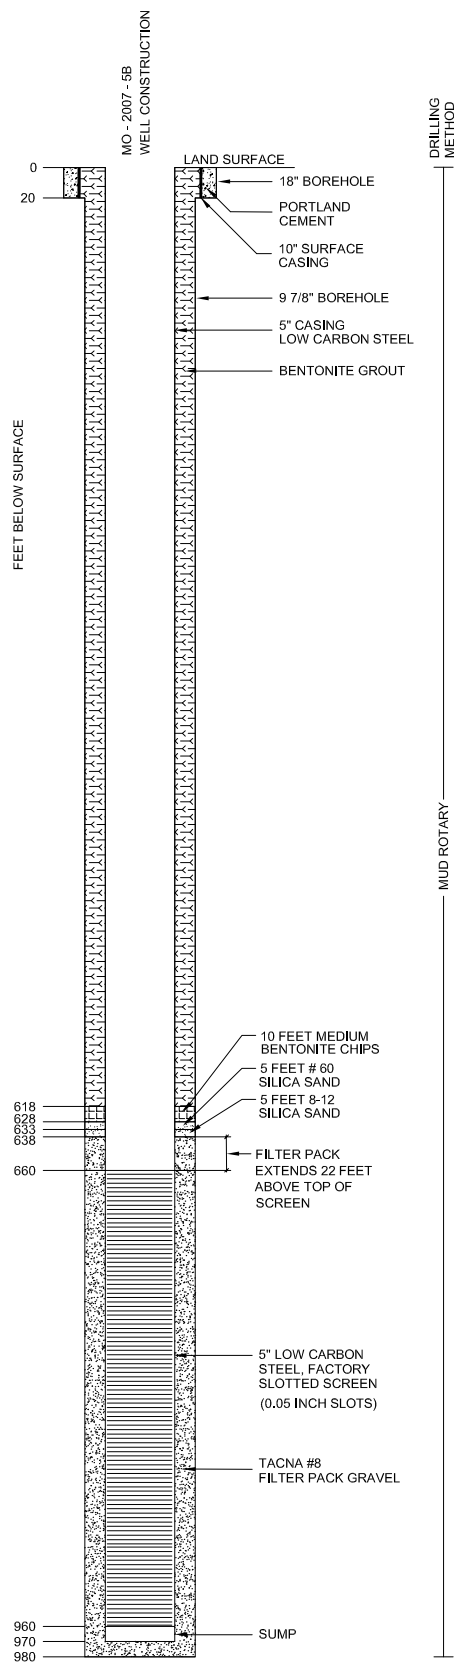 MO - 2007 - 5B
WELL CONSTRUCTION
DRILLING
METHOD
LAND SURFACE
0
20
18" BOREHOLE
PORTLAND
CEMENT
10" SURFACE
CASING
9 7/8" BOREHOLE
5" CASING
LOW CARBON STEEL
BENTONITE GROUT
FEET BELOW SURFACE
MUD ROTARY
10 FEET MEDIUM
BENTONITE CHIPS
5 FEET # 60
SILICA SAND
5 FEET 8-12
SILICA SAND
618
628
633
638
660
FILTER PACK
EXTENDS 22 FEET
ABOVE TOP OF
SCREEN
5" LOW CARBON
STEEL, FACTORY
SLOTTED SCREEN
(0.05 INCH SLOTS)
TACNA #8
FILTER PACK GRAVEL
960
970
980
SUMP